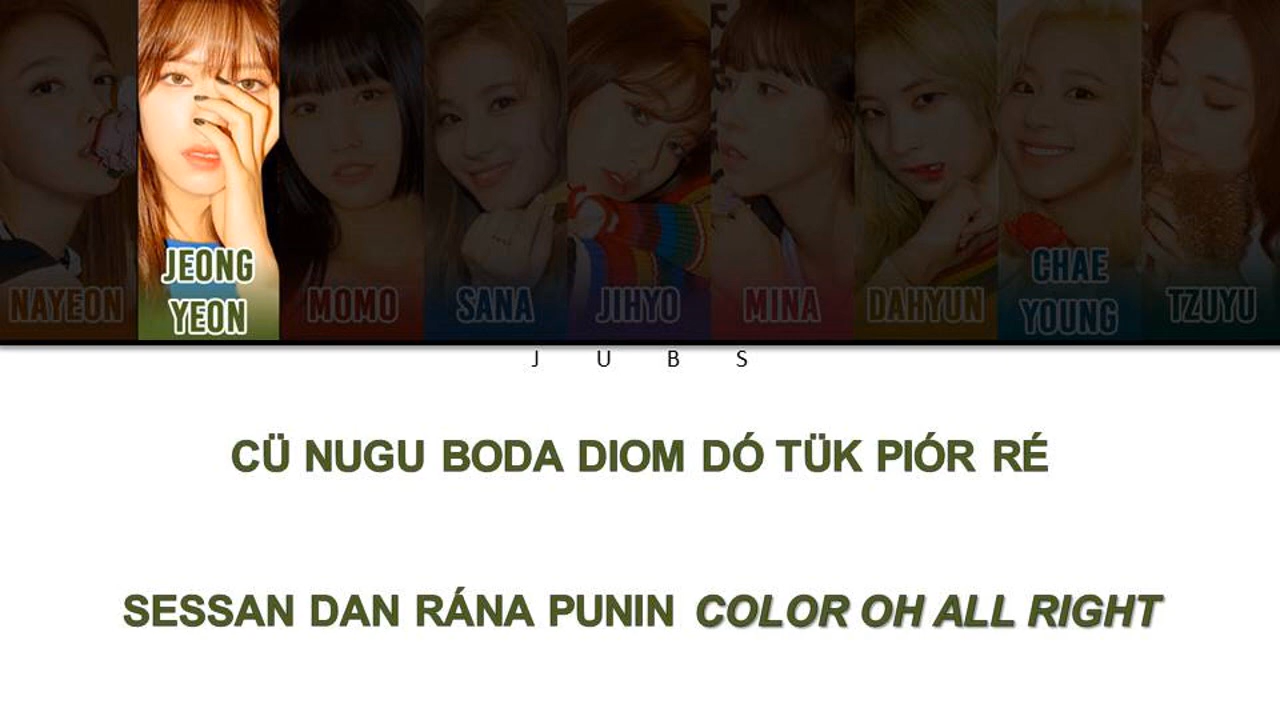 NAYEON
JEONG
YEON
MOMO
SANA
JIHYO
MINA
DAHYUN
CHAE
YOUNG
TZUYU
J U B S
CÜ NUGU BODA DIOM DÓ TÜK PIÓR RÉ
SESSAN DAN RÁNA PUNIN COLOR OH ALL RIGHT